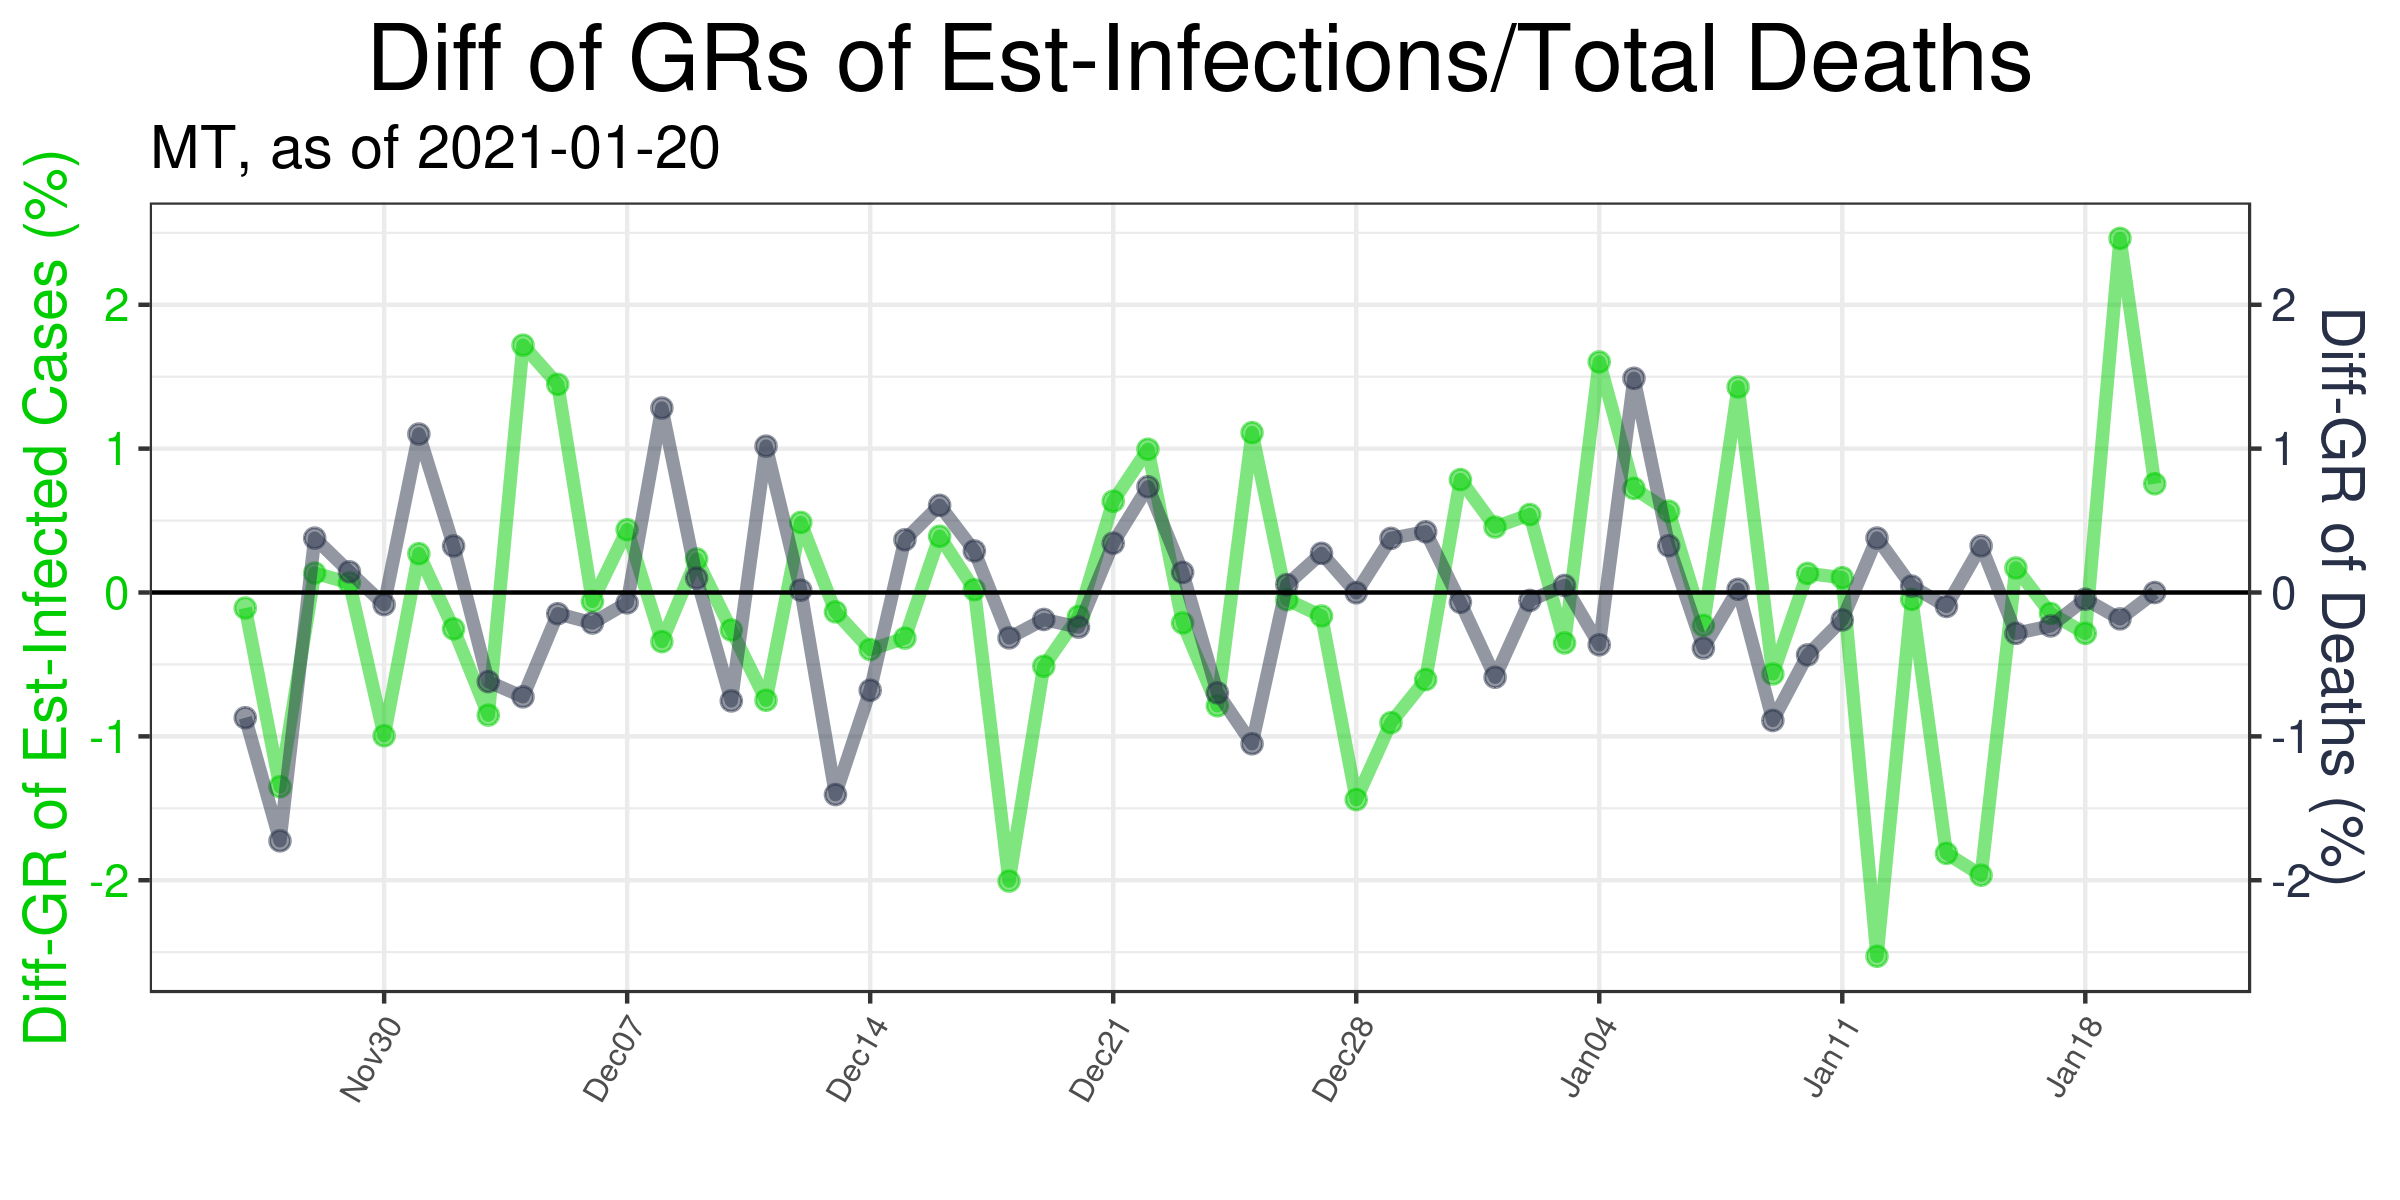 Diff of GRs of Est-Infections/Total Deaths
MT, as of 2021-01-20
Diff-GR of Est-Infected Cases (%)
2
1
0
-1
-2
2
1
0
-1
-2
Diff-GR of Deaths (%)
Nov30
Dec07
Dec14
Dec21
Dec28
Jan04
Jan11
Jan18